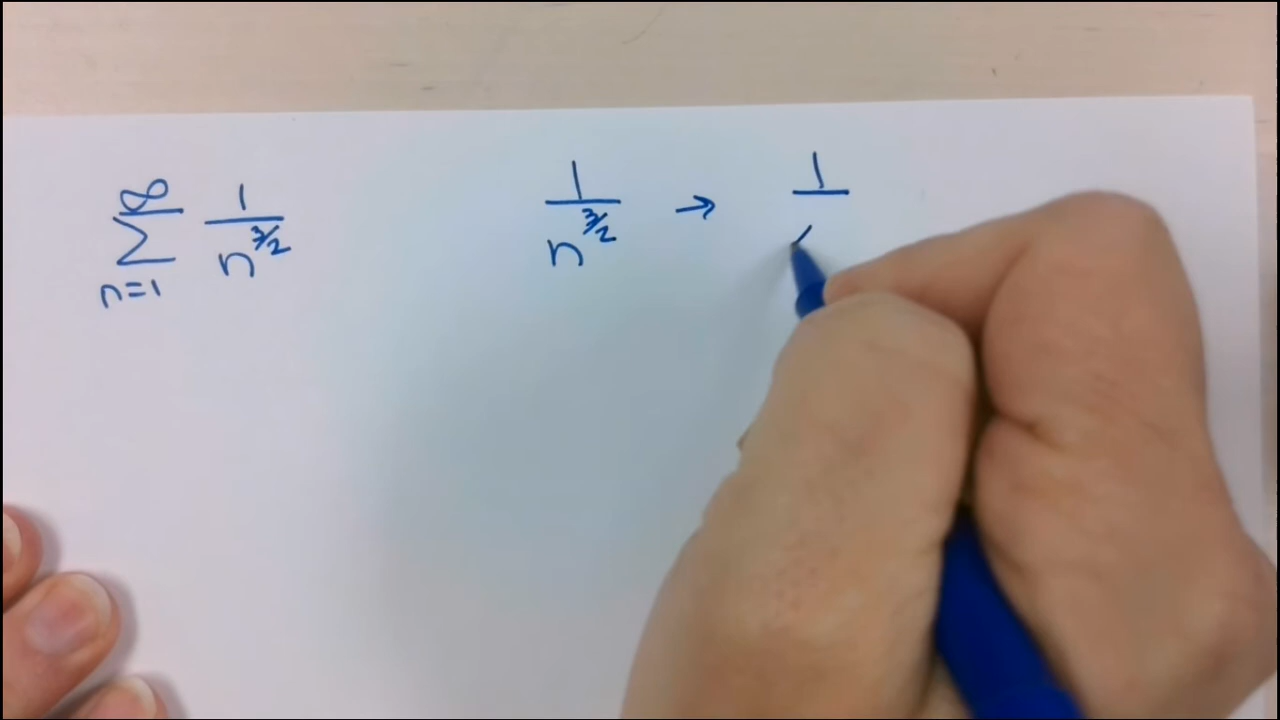 ∞
∑ 1/n^{3/2}   1/n^{3/2} → 1/
n=1